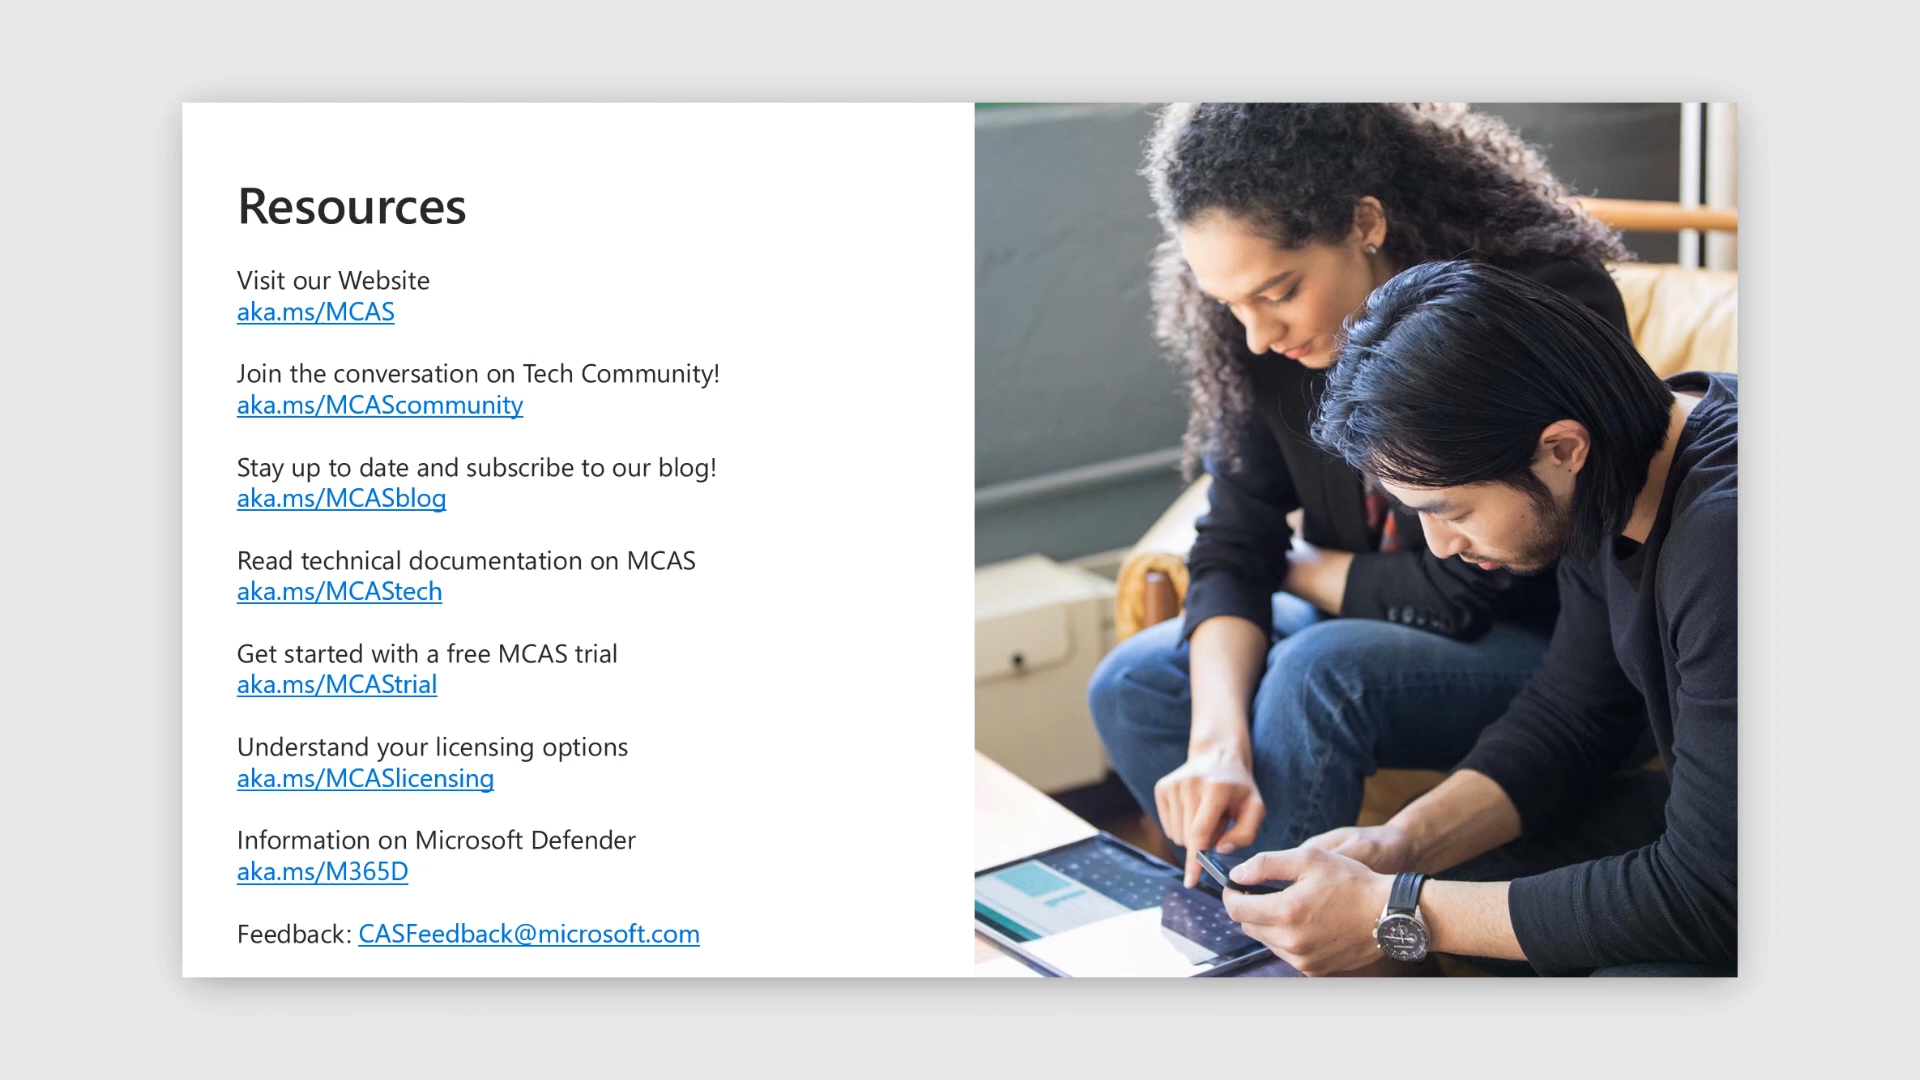 Resources
Visit our Website
aka.ms/MCAS
Join the conversation on Tech Community!
aka.ms/MCAScommunity
Stay up to date and subscribe to our blog!
aka.ms/MCASblog
Read technical documentation on MCAS
aka.ms/MCAStech
Get started with a free MCAS trial
aka.ms/MCAStrial
Understand your licensing options
aka.ms/MCASlicensing
Information on Microsoft Defender
aka.ms/M365D
Feedback: CASFeedback@microsoft.com